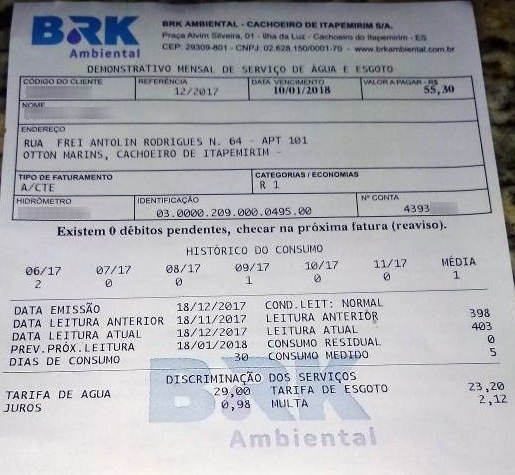 BRK
Ambiental
BRK AMBIENTAL - CACHOEIRO DE ITAPEMIRIM S/A.
Praça Alvim Silveira, 01 - Ilha da Luz - Cachoeiro do Itapemirim - ES
CEP: 29309-801 - CNPJ: 02.628.150/0001-70 - www.brkambiental.com.br
DEMONSTRATIVO MENSAL DE SERVIÇO DE ÁGUA E ESGOTO
CÓDIGO DO CLIENTE REFERÊNCIA DATA VENCIMENTO VALOR A PAGAR - R$
12/2017 10/01/2018 55,30
NOME
ENDEREÇO
RUA FREI ANTOLIN RODRIGUES N. 64 - APT 101
OTTON MARINS, CACHOEIRO DE ITAPEMIRIM -
TIPO DE FATURAMENTO CATEGORIAS / ECONOMIAS
A/CTE R 1
HIDRÔMETRO IDENTIFICAÇÃO Nº CONTA
03.0000.209.000.0495.00 4393
Existem 0 débitos pendentes, checar na próxima fatura (reaviso).
HISTÓRICO DO CONSUMO
06/17 07/17 08/17 09/17 10/17 11/17 MÉDIA
2 0 0 1 0 0 1
DATA EMISSÃO 18/12/2017 COND.LEIT: NORMAL
DATA LEITURA ANTERIOR 18/11/2017 LEITURA ANTERIOR 398
DATA LEITURA ATUAL 18/12/2017 LEITURA ATUAL 403
PREV.PRÓX.LEITURA 18/01/2018 CONSUMO RESIDUAL 0
DIAS DE CONSUMO 30 CONSUMO MEDIDO 5
DISCRIMINAÇÃO DOS SERVIÇOS
TARIFA DE AGUA 29,00 TARIFA DE ESGOTO 23,20
JUROS 0,98 MULTA 2,12
BRK
Ambiental